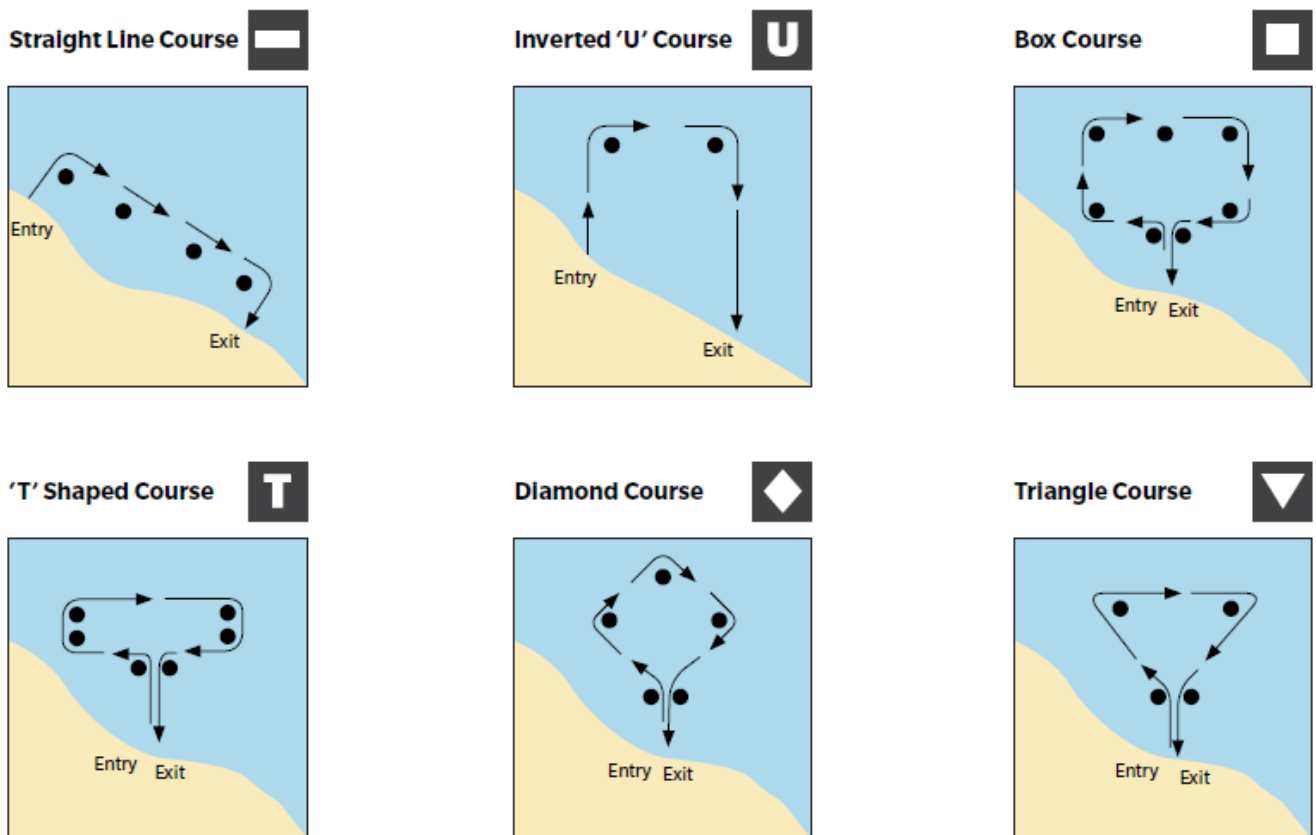 Straight Line Course
Inverted ‘U’ Course
U
Box Course
Entry
Exit
Entry
Exit
Entry Exit
‘T’ Shaped Course
T
Diamond Course
Triangle Course
Entry Exit
Entry Exit
Entry Exit